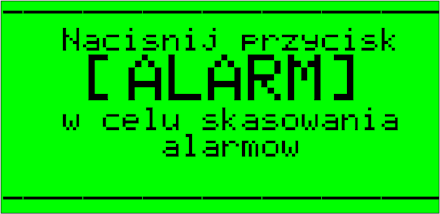 Nacisnij przycisk
[ALARM]
w celu skasowania
alarmow